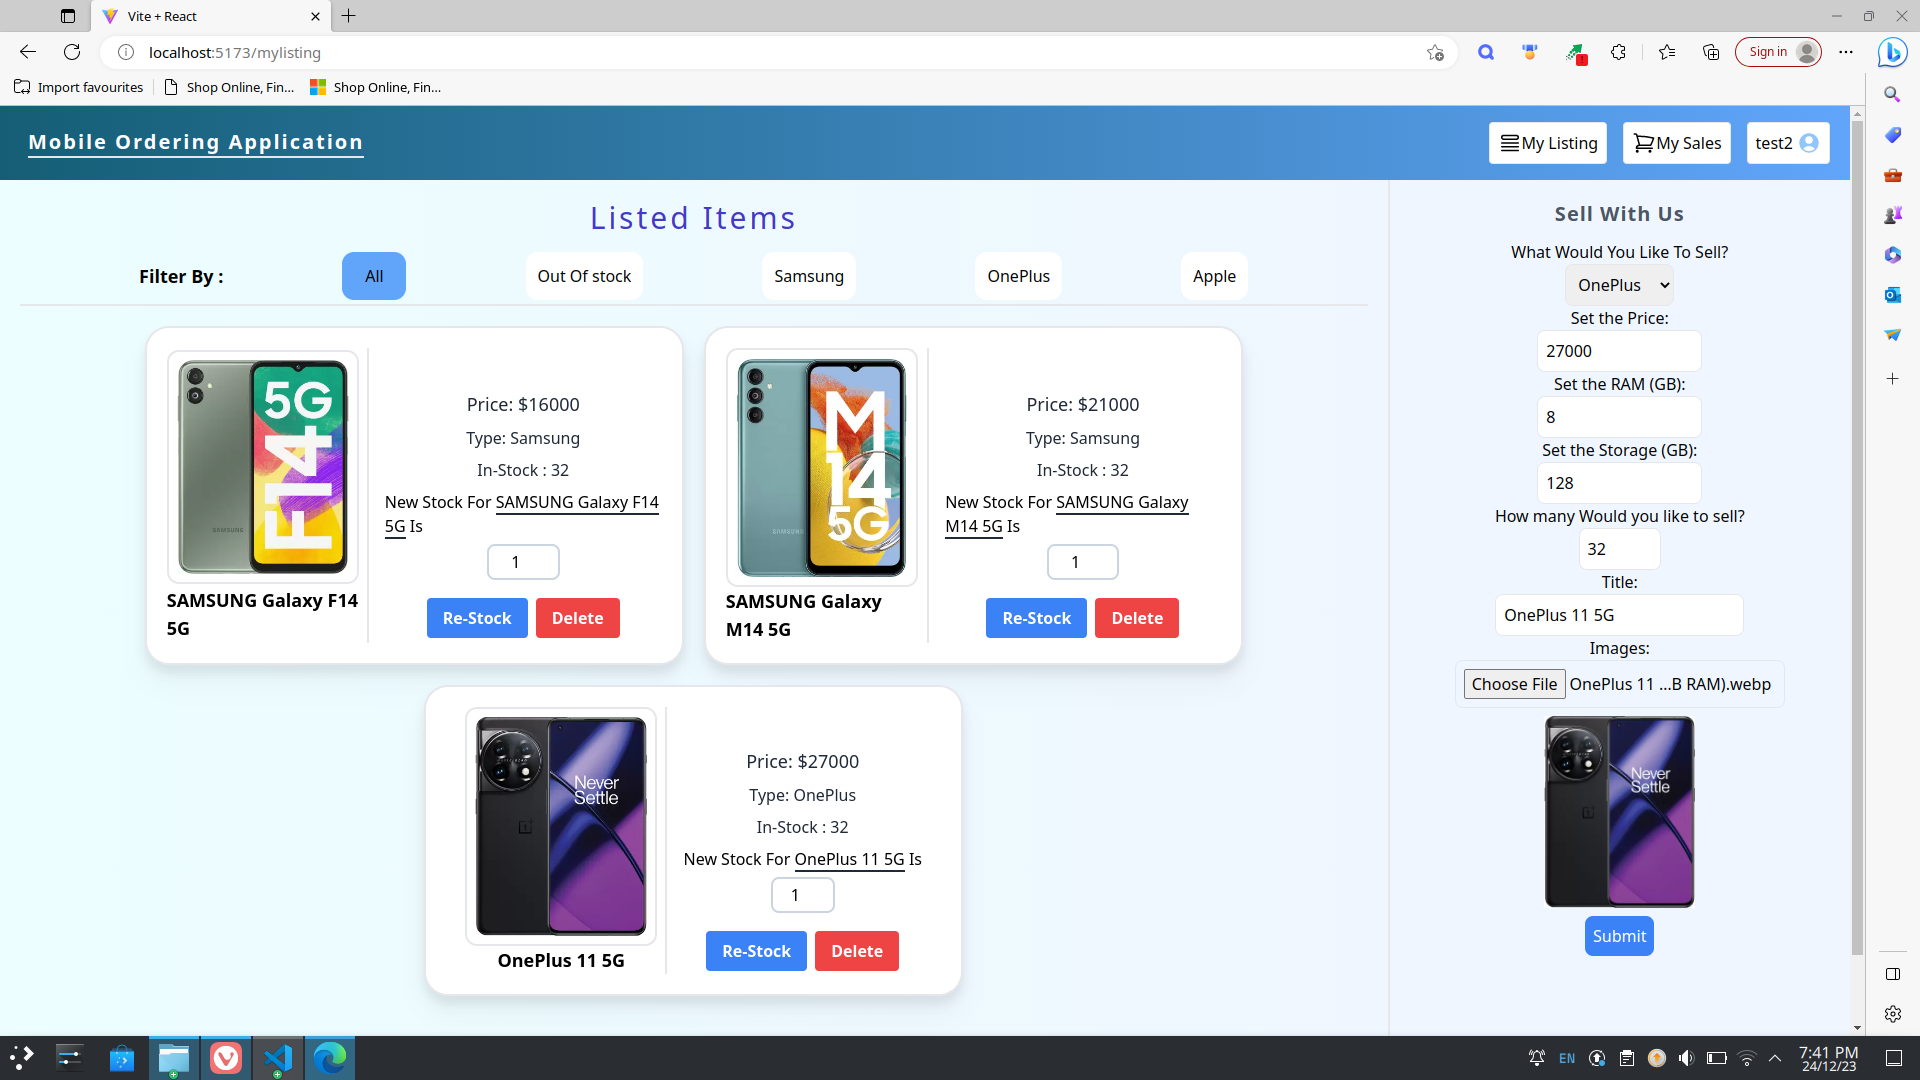 Vite + React
localhost:5173/mylisting
Sign in
Import favourites
Shop Online, Fin...
Shop Online, Fin...
Mobile Ordering Application
My Listing
My Sales
test2
Listed Items
Filter By :
All
Out Of stock
Samsung
OnePlus
Apple
5G
F14
SAMSUNG
SAMSUNG Galaxy F14
5G
Price: $16000
Type: Samsung
In-Stock : 32
New Stock For SAMSUNG Galaxy F14
5G Is
1
Re-Stock
Delete
M
14
5G
SAMSUNG
SAMSUNG Galaxy
M14 5G
Price: $21000
Type: Samsung
In-Stock : 32
New Stock For SAMSUNG Galaxy
M14 5G Is
1
Re-Stock
Delete
Never
Settle
OnePlus 11 5G
Price: $27000
Type: OnePlus
In-Stock : 32
New Stock For OnePlus 11 5G Is
1
Re-Stock
Delete
Sell With Us
What Would You Like To Sell?
OnePlus
Set the Price:
27000
Set the RAM (GB):
8
Set the Storage (GB):
128
How many Would you like to sell?
32
Title:
OnePlus 11 5G
Images:
Choose File
OnePlus 11 ...B RAM).webp
Never
Settle
Submit
EN
7:41 PM
24/12/23